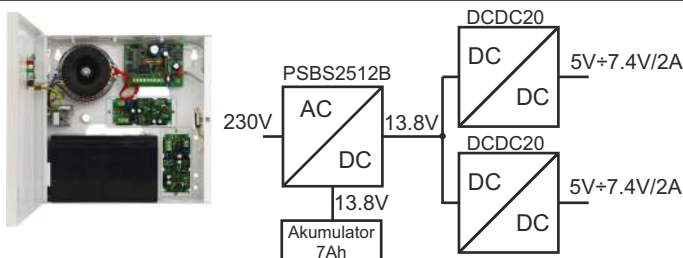 DCDC20
DC
DC
5V÷7.4V/2A
PSBS2512B
230V
AC
DC
13.8V
DCDC20
DC
DC
5V÷7.4V/2A
13.8V
Akumulator
7Ah